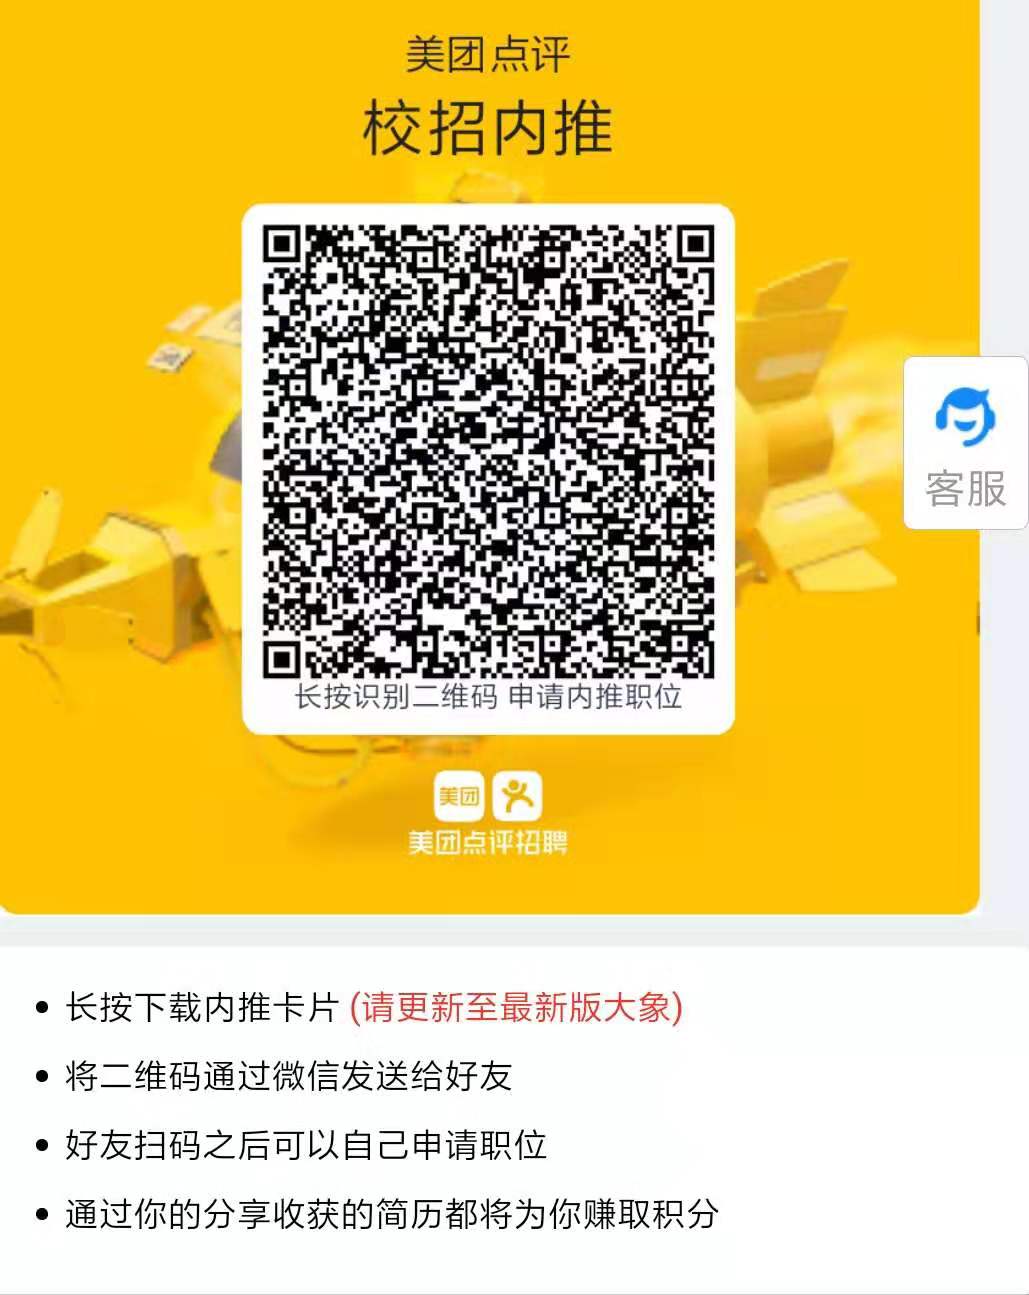 美团点评
校招内推
长按识别二维码 申请内推职位
客服
美团
美团点评招聘
长按下载内推卡片 (请更新至最新版大象)
将二维码通过微信发送给好友
好友扫码之后可以自己申请职位
通过你的分享收获的简历都将为你赚取积分